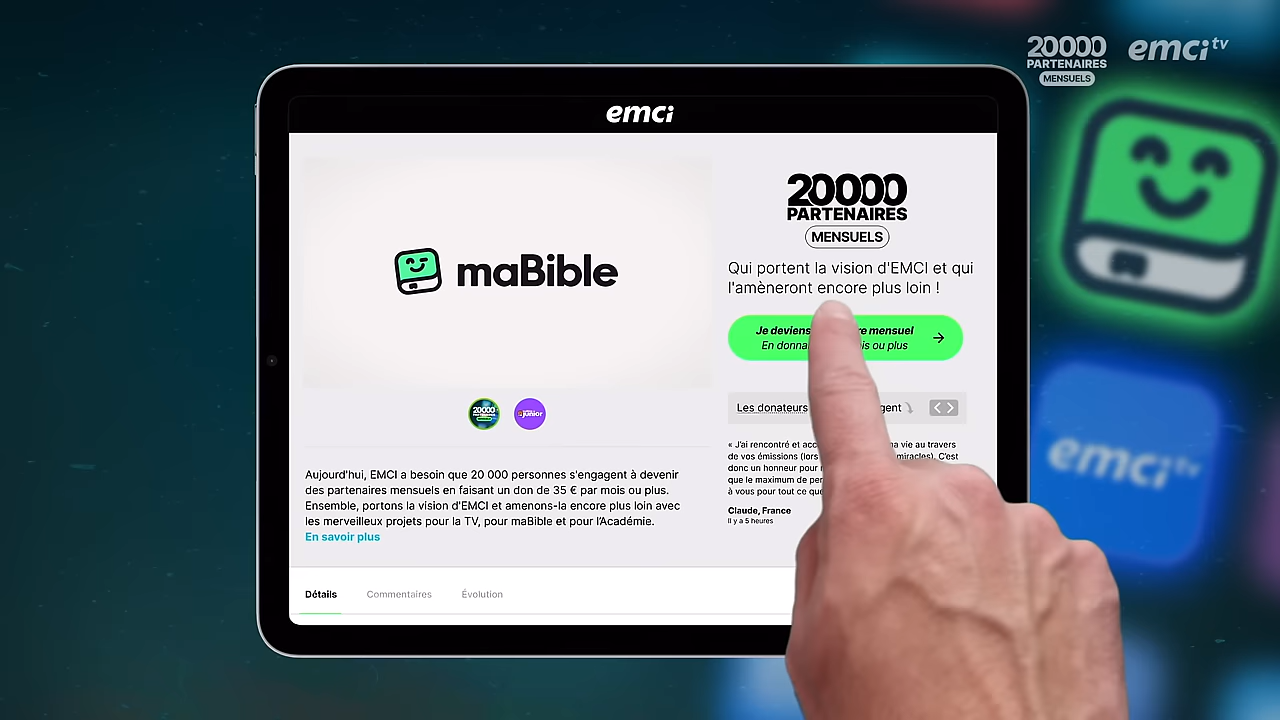 20000
PARTENAIRES
MENSUELS
emci tv
emci
maBible
20000
PARTENAIRES
MENSUELS
Qui portent la vision d'EMCI et qui
l'amèneront encore plus loin !
Je deviens re mensuel
En donna is ou plus
Les donateurs gent
20000
junior
« J'ai rencontré et acc ma vie au travers
de vos émissions (lors miracles). C'est
donc un honneur pour
que le maximum de per
à vous pour tout ce que
Claude, France
Il y a 5 heures
Aujourd'hui, EMCI a besoin que 20 000 personnes s'engagent à devenir
des partenaires mensuels en faisant un don de 35 € par mois ou plus.
Ensemble, portons la vision d'EMCI et amenons-la encore plus loin avec
les merveilleux projets pour la TV, pour maBible et pour l'Académie.
En savoir plus
Détails Commentaires Évolution
emci tv